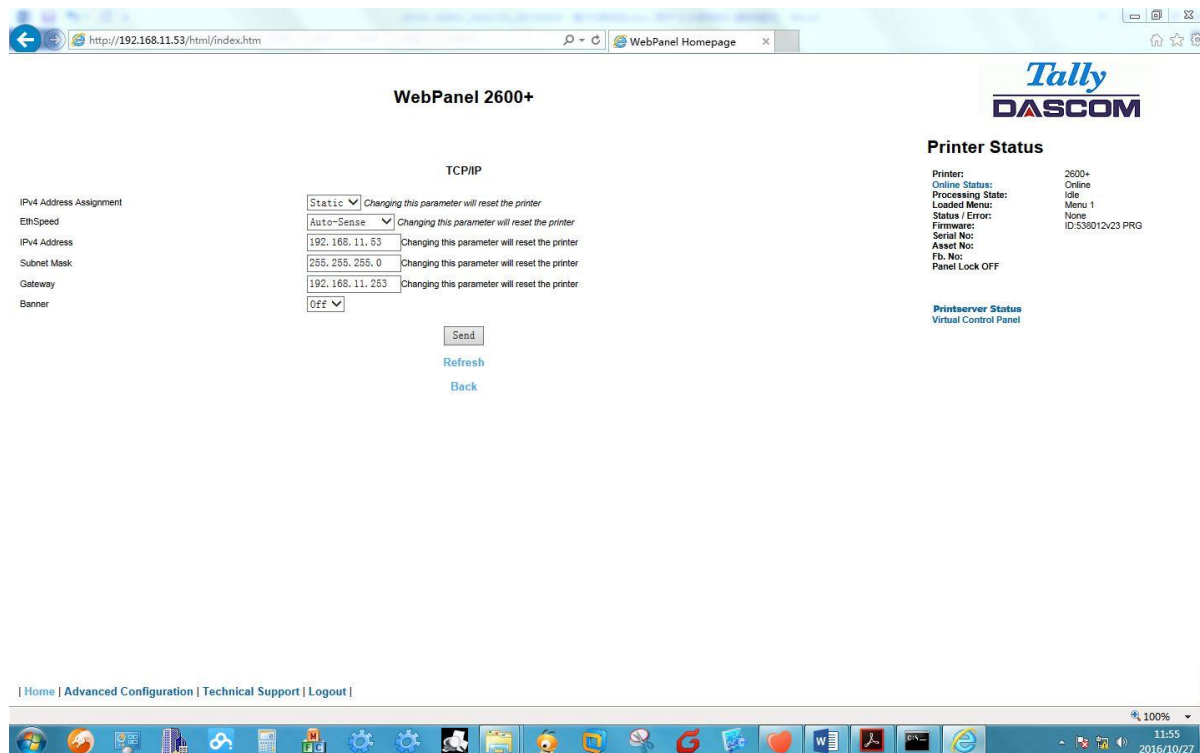 http://192.168.11.53/html/index.htm
WebPanel Homepage
WebPanel 2600+
Tally
DASCOM
TCP/IP
IPv4 Address Assignment Static Changing this parameter will reset the printer
EthSpeed Auto-Sense Changing this parameter will reset the printer
IPv4 Address 192.168.11.53 Changing this parameter will reset the printer
Subnet Mask 255.255.255.0 Changing this parameter will reset the printer
Gateway 192.168.11.253 Changing this parameter will reset the printer
Banner Off
Send
Refresh
Back
Printer Status
Printer: 2600+
Online Status: Online
Processing State: Idle
Loaded Menu: Menu 1
Status / Error: None
Firmware: ID:538012v23 PRG
Serial No:
Asset No:
Fb. No:
Panel Lock OFF
Printserver Status
Virtual Control Panel
| Home | Advanced Configuration | Technical Support | Logout |
100%
11:55
2016/10/7